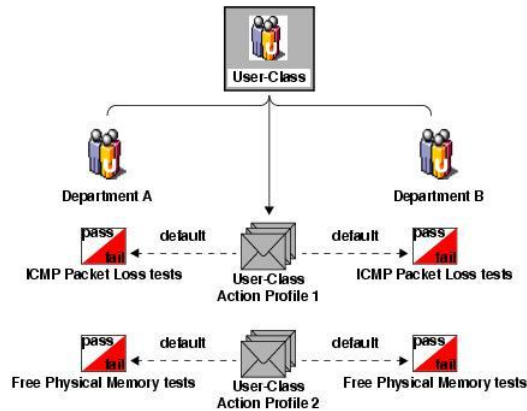 User-Class
Department A
Department B
pass
fail
default
default
pass
fail
ICMP Packet Loss tests
User-Class
Action Profile 1
ICMP Packet Loss tests
pass
fail
default
default
pass
fail
Free Physical Memory tests
User-Class
Action Profile 2
Free Physical Memory tests